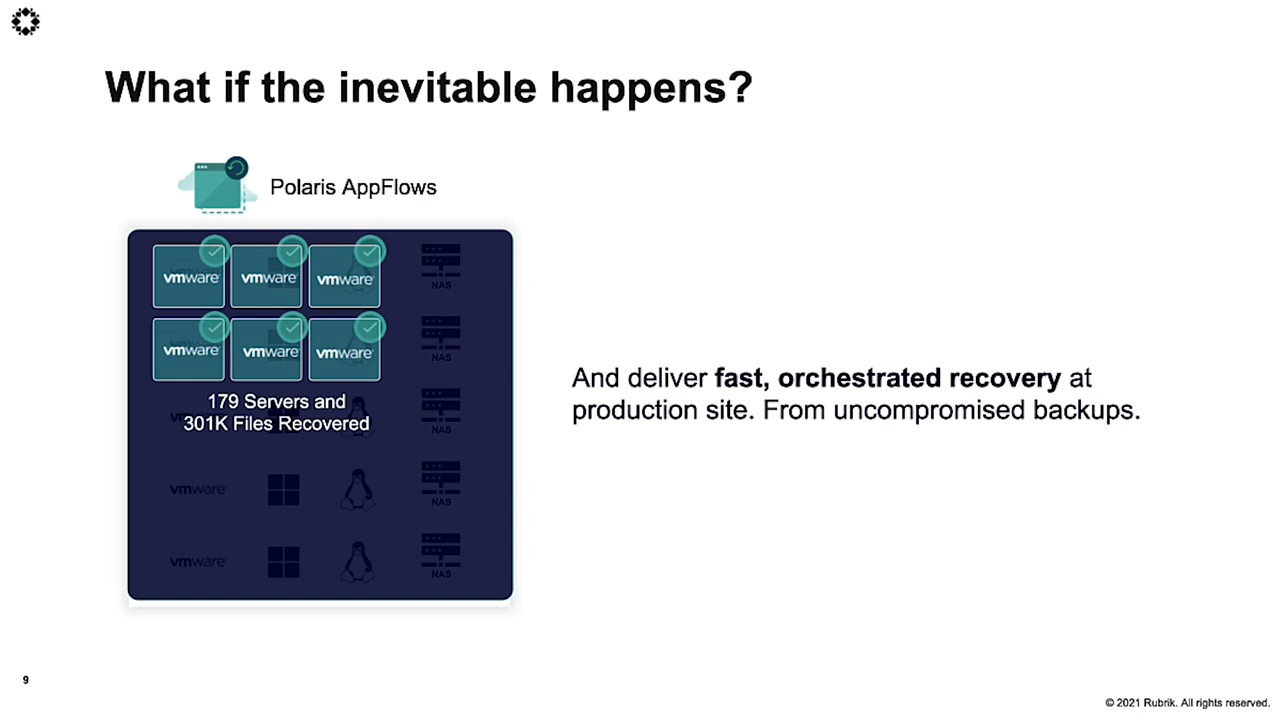 What if the inevitable happens?
Polaris AppFlows
vmware vmware vmware NAS
vmware vmware vmware NAS
179 Servers and
301K Files Recovered
NAS
vmware NAS
vmware NAS
And deliver fast, orchestrated recovery at
production site. From uncompromised backups.
9
© 2021 Rubrik. All rights reserved.